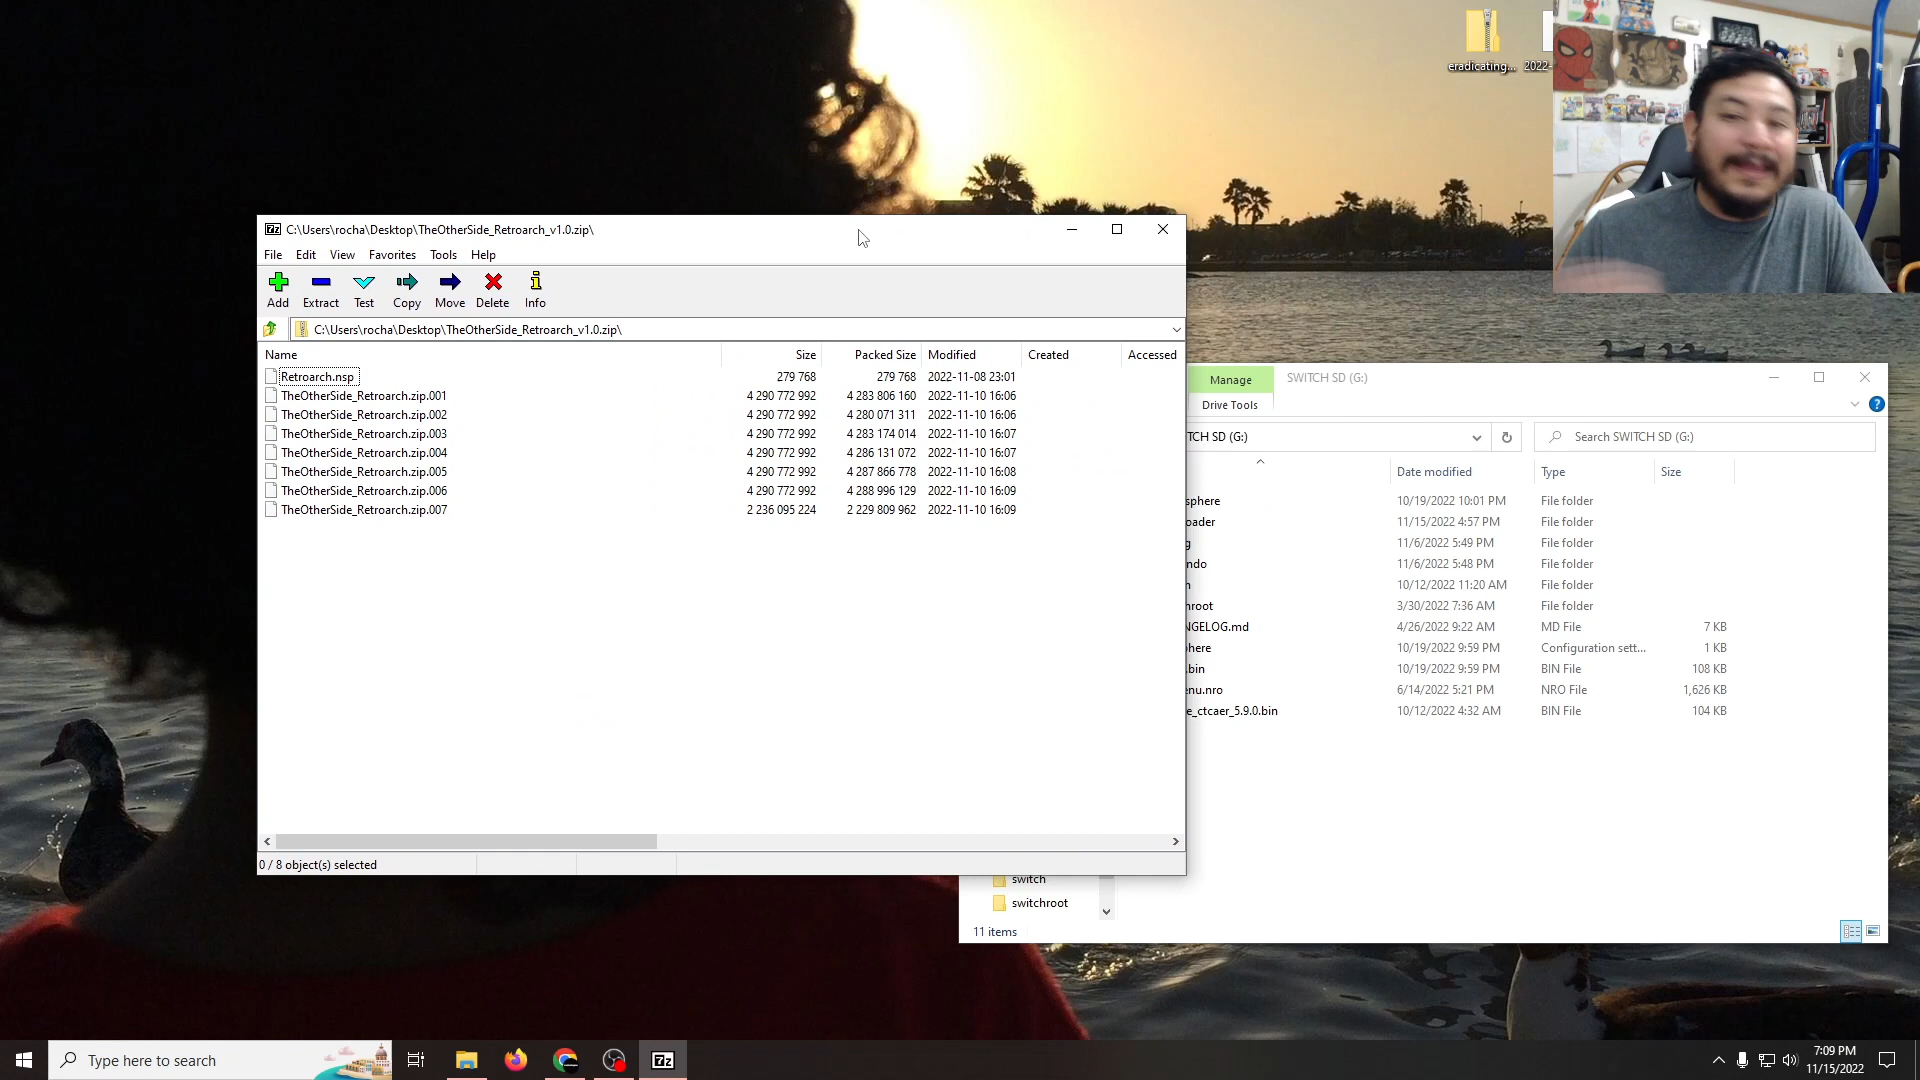 eradicating...
2022-
C:\Users\rocha\Desktop\TheOtherSide_Retroarch_v1.0.zip\
File Edit View Favorites Tools Help
Add Extract Test Copy Move Delete Info
C:\Users\rocha\Desktop\TheOtherSide_Retroarch_v1.0.zip\
Name Size Packed Size Modified Created Accessed
Retroarch.nsp 279 768 279 768 2022-11-08 23:01
TheOtherSide_Retroarch.zip.001 4 290 772 992 4 283 806 160 2022-11-10 16:06
TheOtherSide_Retroarch.zip.002 4 290 772 992 4 280 071 311 2022-11-10 16:06
TheOtherSide_Retroarch.zip.003 4 290 772 992 4 283 174 014 2022-11-10 16:07
TheOtherSide_Retroarch.zip.004 4 290 772 992 4 286 131 072 2022-11-10 16:07
TheOtherSide_Retroarch.zip.005 4 290 772 992 4 287 866 778 2022-11-10 16:08
TheOtherSide_Retroarch.zip.006 4 290 772 992 4 288 996 129 2022-11-10 16:09
TheOtherSide_Retroarch.zip.007 2 236 095 224 2 229 809 962 2022-11-10 16:09
0 / 8 object(s) selected
Manage SWITCH SD (G:)
Drive Tools
TCH SD (G:) Search SWITCH SD (G:)
Date modified Type Size
sphere 10/19/2022 10:01 PM File folder
oader 11/15/2022 4:57 PM File folder
g 11/6/2022 5:49 PM File folder
ndo 11/6/2022 5:48 PM File folder
h 10/12/2022 11:20 AM File folder
hroot 3/30/2022 7:36 AM File folder
NGELOG.md 4/26/2022 9:22 AM MD File 7 KB
here 10/19/2022 9:59 PM Configuration sett... 1 KB
.bin 10/19/2022 9:59 PM BIN File 108 KB
enu.nro 6/14/2022 5:21 PM NRO File 1,626 KB
e_ctcaer_5.9.0.bin 10/12/2022 4:32 AM BIN File 104 KB
switch
switchroot
11 items
Type here to search
7:09 PM
11/15/2022